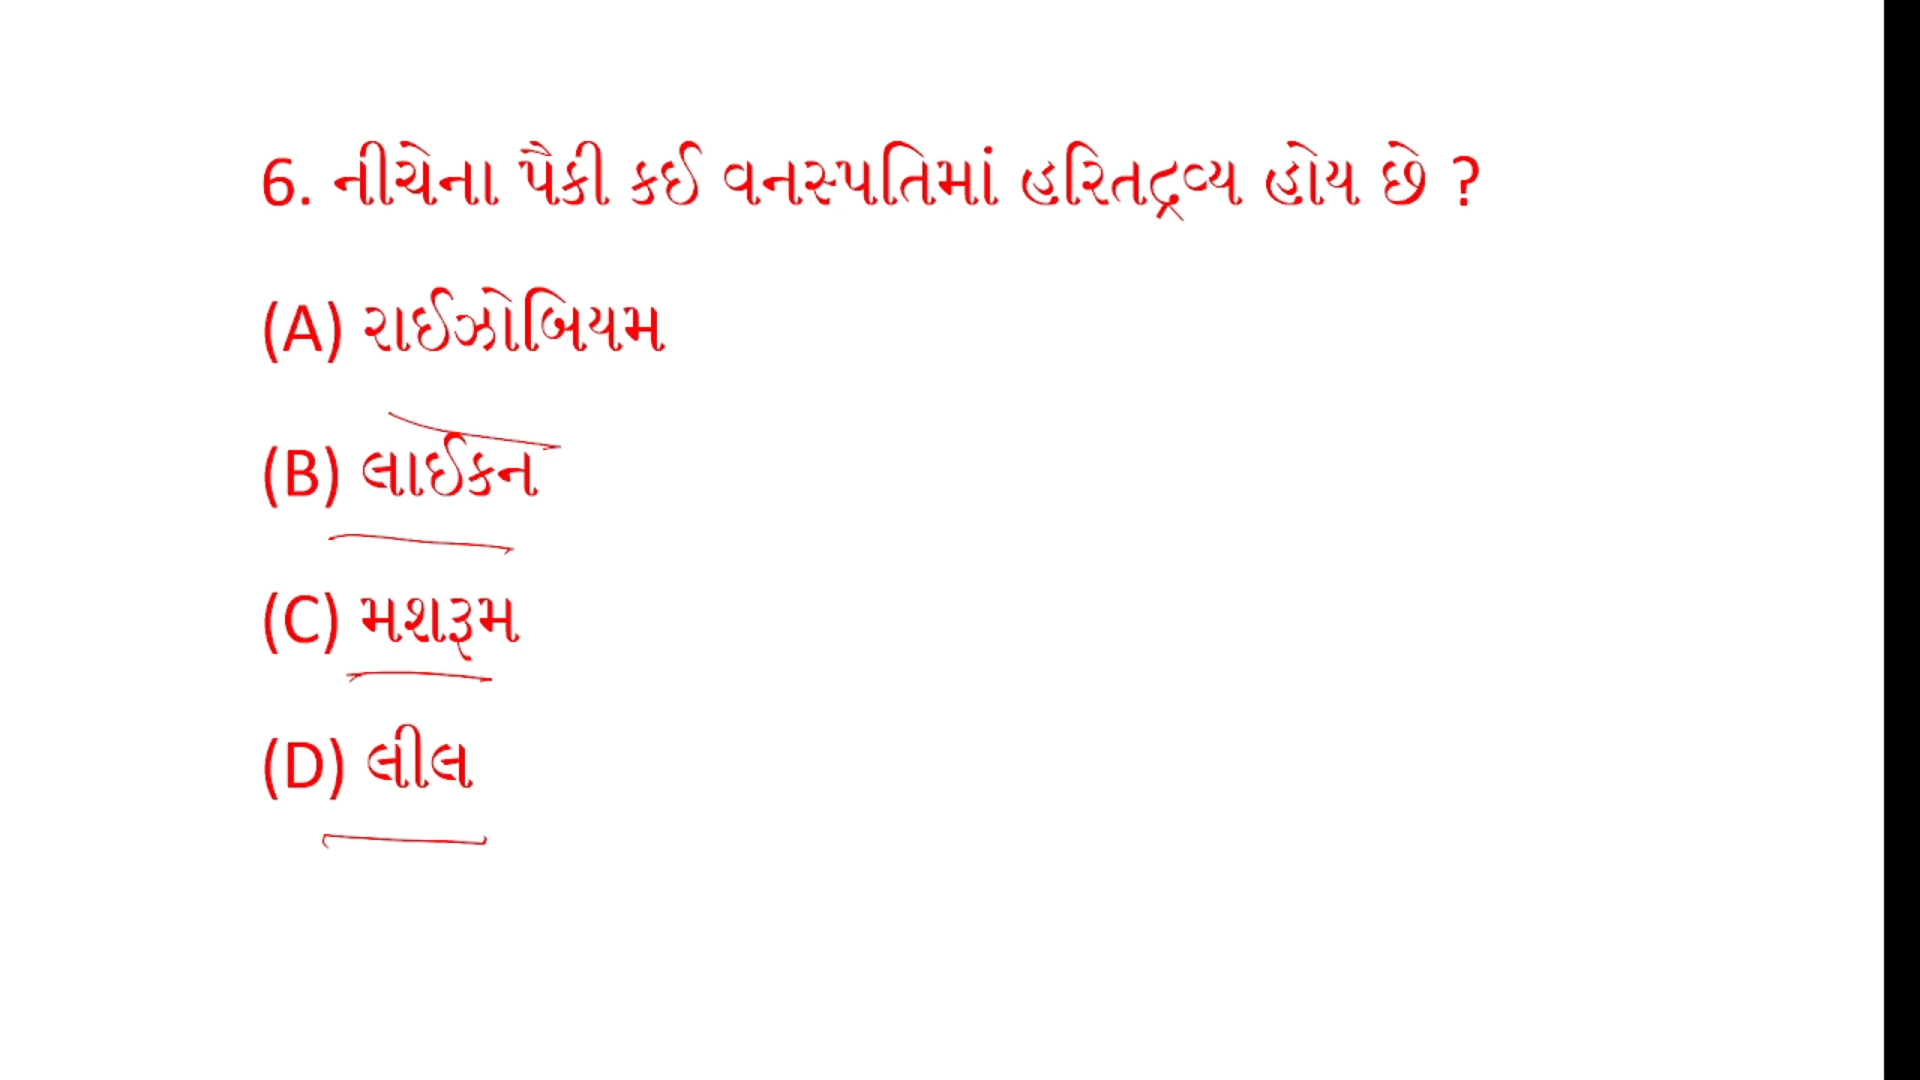 6. નીચેના પૈકી કઈ વનસ્પતિમાં હરિતદ્રવ્ય હોય છે ?
(A) રાઈઝોબિયમ
(B) લાઈકન
(C) મશરૂમ
(D) લીલ